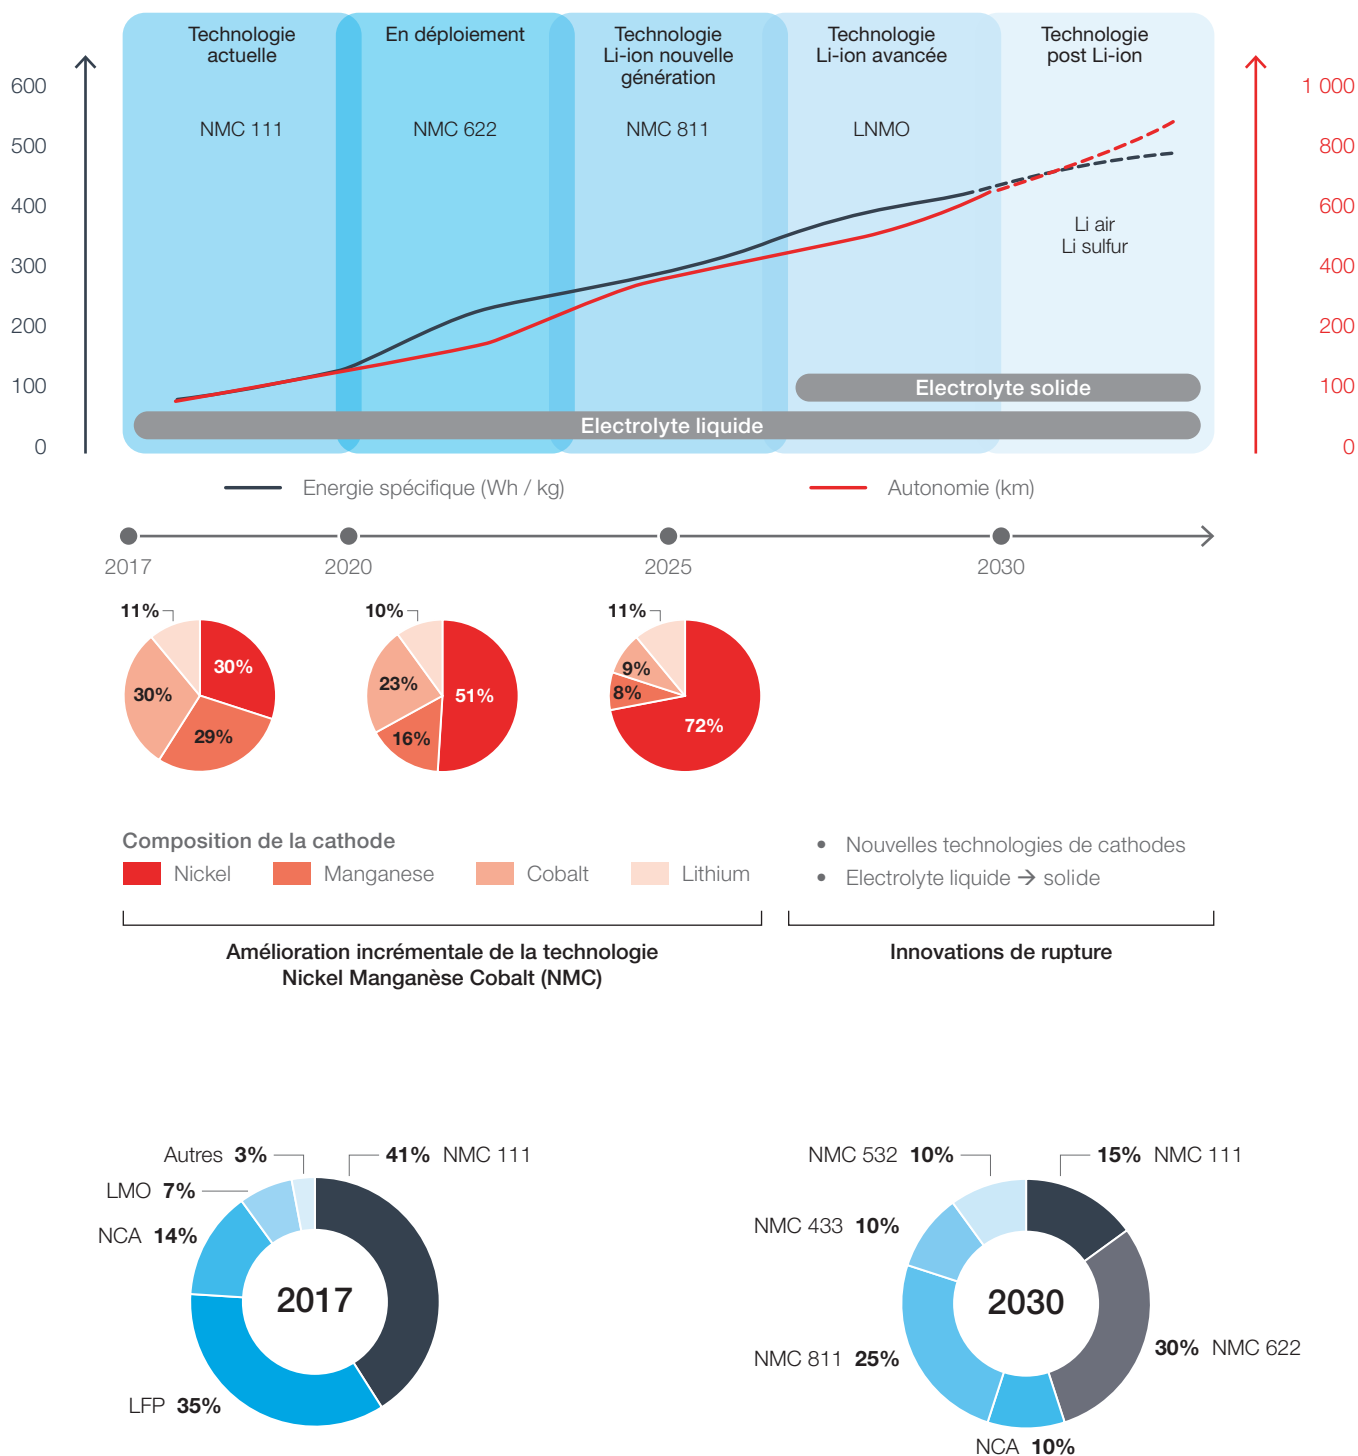 Technologie
actuelle
En déploiement
Technologie
Li-ion nouvelle
génération
Technologie
Li-ion avancée
Technologie
post Li-ion
NMC 111
NMC 622
NMC 811
LNMO
Li air
Li sulfur
600
500
400
300
200
100
0
1 000
800
600
400
200
100
0
Electrolyte solide
Electrolyte liquide
Energie spécifique (Wh / kg)
Autonomie (km)
2017
2020
2025
2030
11%
30%
30%
29%
10%
23%
51%
16%
11%
9%
8%
72%
Composition de la cathode
Nickel
Manganese
Cobalt
Lithium
• Nouvelles technologies de cathodes
• Electrolyte liquide → solide
Amélioration incrémentale de la technologie
Nickel Manganèse Cobalt (NMC)
Innovations de rupture
Autres 3%
41% NMC 111
LMO 7%
NCA 14%
2017
LFP 35%
NMC 532 10%
15% NMC 111
NMC 433 10%
2030
NMC 811 25%
30% NMC 622
NCA 10%